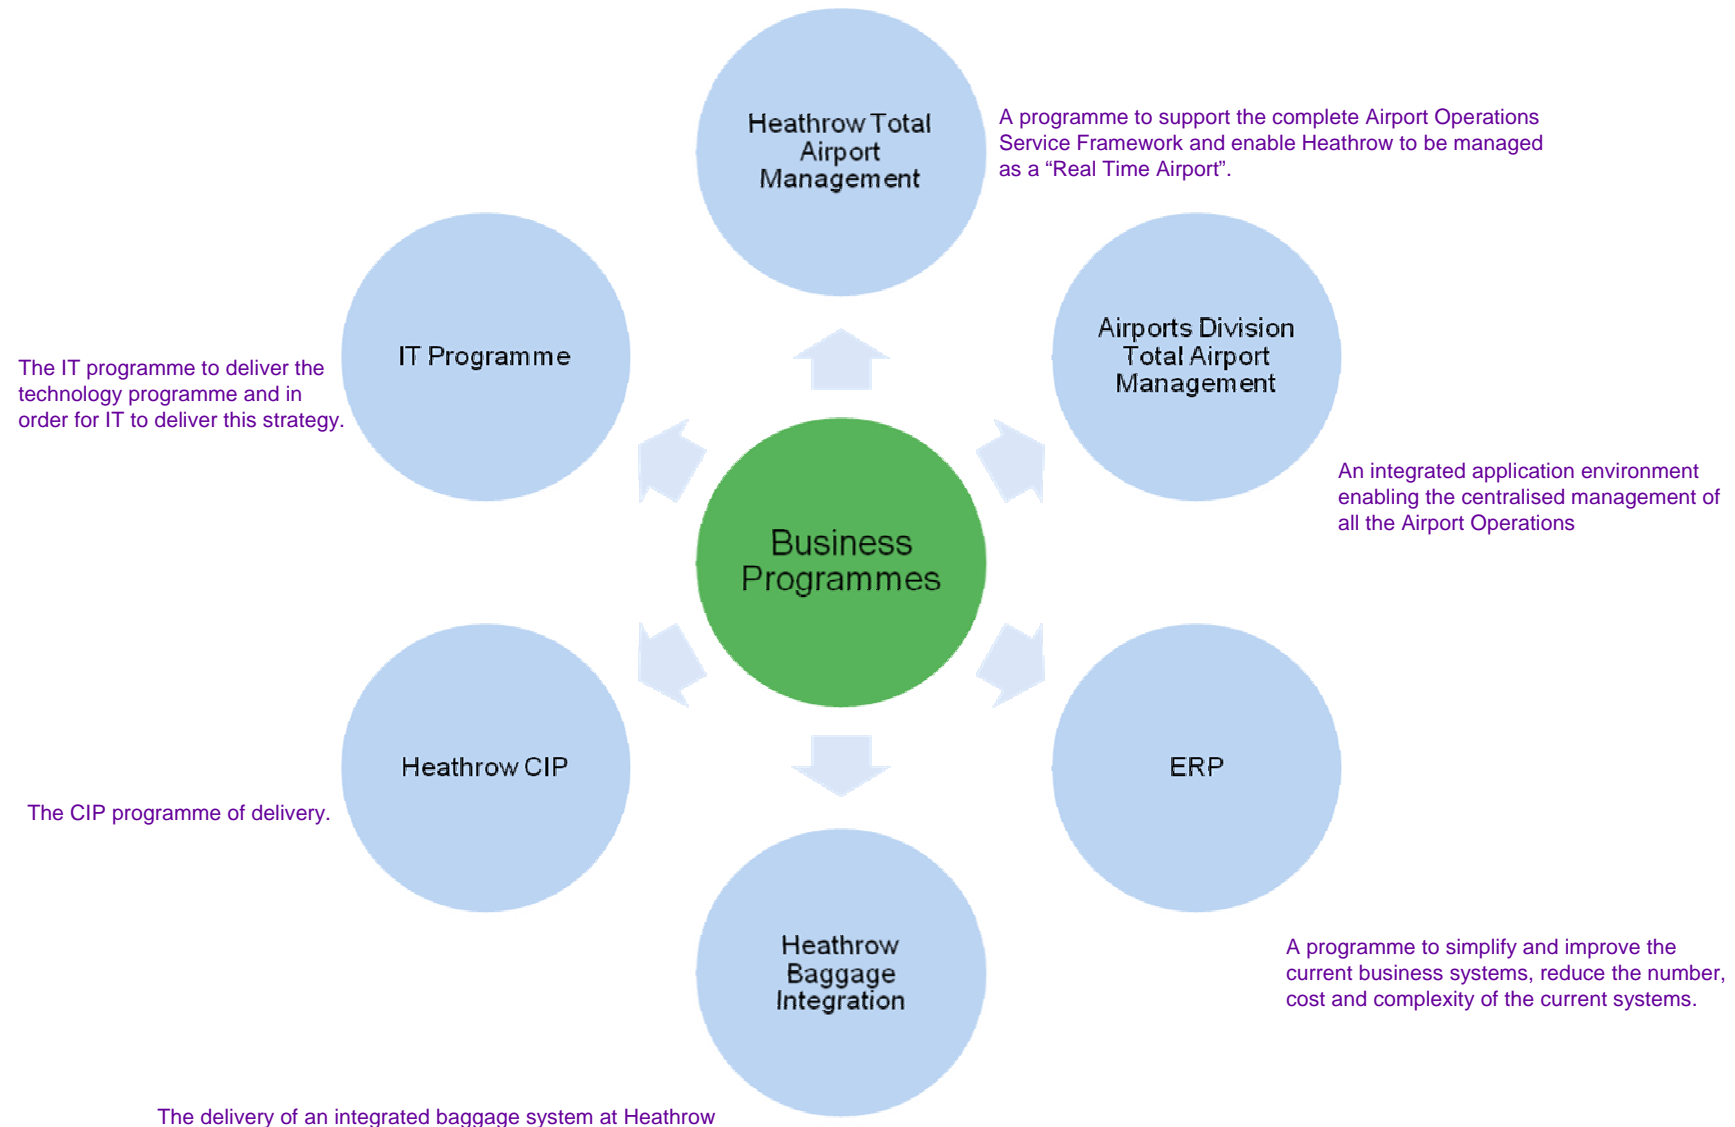 Heathrow Total
Airport
Management
A programme to support the complete Airport Operations
Service Framework and enable Heathrow to be managed
as a “Real Time Airport”.
IT Programme
The IT programme to deliver the
technology programme and in
order for IT to deliver this strategy.
Airports Division
Total Airport
Management
An integrated application environment
enabling the centralised management of
all the Airport Operations
Business
Programmes
Heathrow CIP
The CIP programme of delivery.
ERP
A programme to simplify and improve the
current business systems, reduce the number,
cost and complexity of the current systems.
Heathrow
Baggage
Integration
The delivery of an integrated baggage system at Heathrow